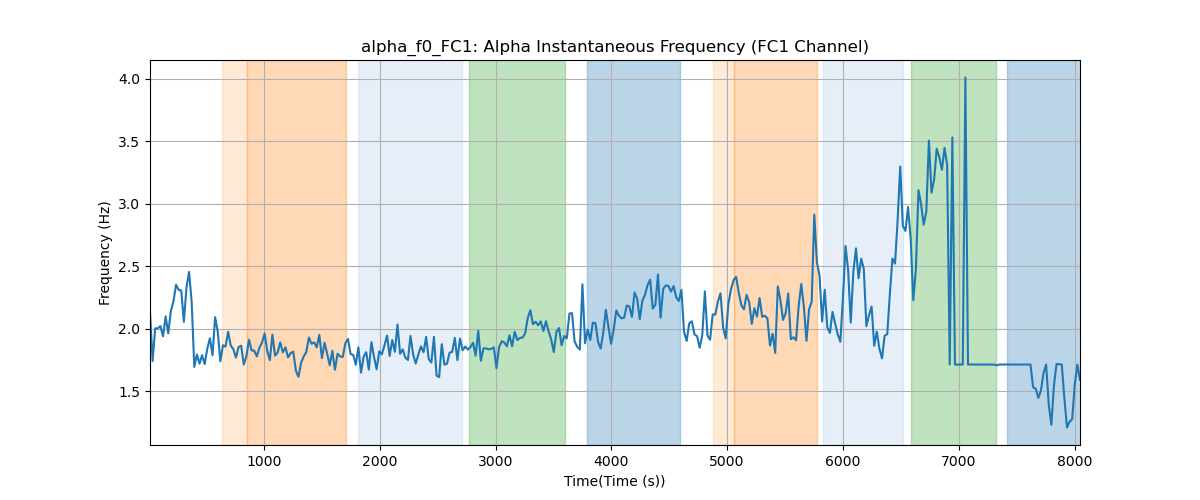 alpha_f0_FC1: Alpha Instantaneous Frequency (FC1 Channel)
4.0
3.5
3.0
2.5
2.0
1.5
Frequency (Hz)
1000 2000 3000 4000 5000 6000 7000 8000
Time(Time (s))